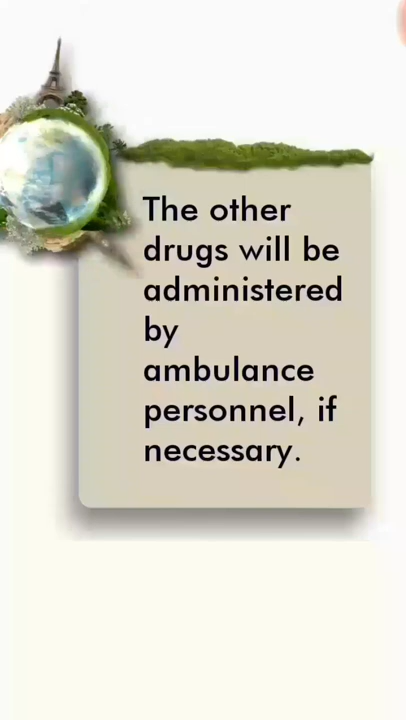 The other
drugs will be
administered
by
ambulance
personnel, if
necessary.